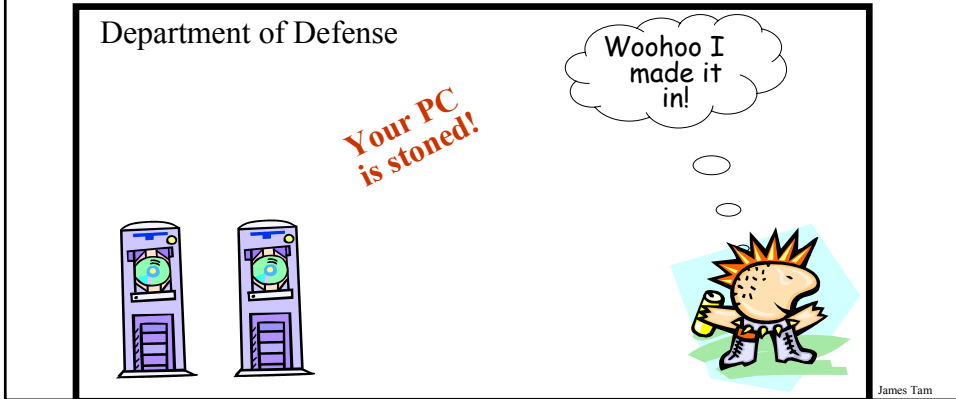 Department of Defense
Woohoo I
made it
in!
Your PC
is stoned!
James Tam